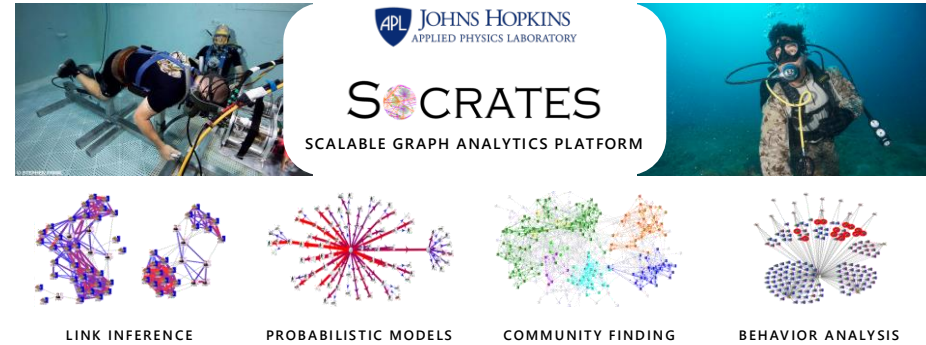 APL JOHNS HOPKINS
APPLIED PHYSICS LABORATORY
SOCRATES
SCALABLE GRAPH ANALYTICS PLATFORM
LINK INFERENCE
PROBABILISTIC MODELS
COMMUNITY FINDING
BEHAVIOR ANALYSIS